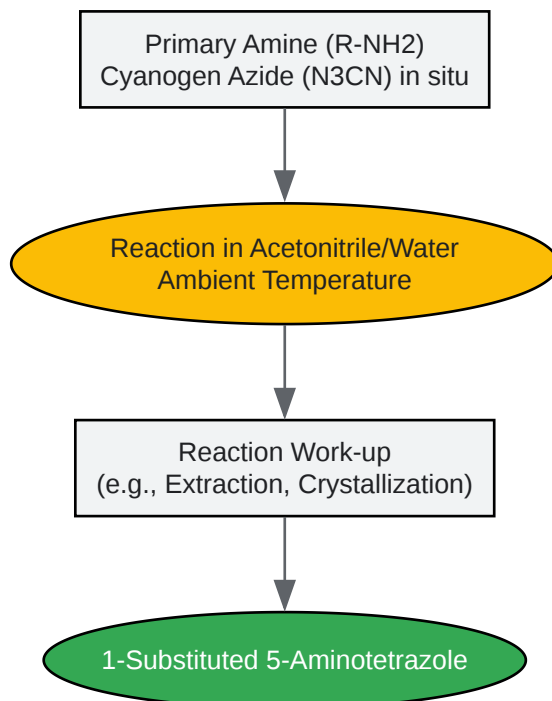 Primary Amine (R-NH2)
Cyanogen Azide (N3CN) in situ
Reaction in Acetonitrile/Water
Ambient Temperature
Reaction Work-up
(e.g., Extraction, Crystallization)
1-Substituted 5-Aminotetrazole